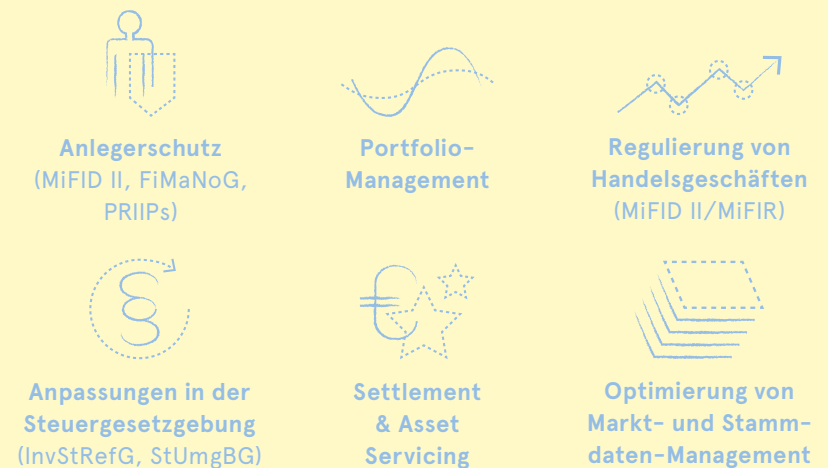 Anlegerschutz
(MiFID II, FiMaNoG,
PRIIPs)
Portfolio-
Management
Regulierung von
Handelsgeschäften
(MiFID II/MiFIR)
§
Anpassungen in der
Steuergesetzgebung
(InvStRefG, StUmgBG)
€
Settlement
& Asset
Servicing
Optimierung von
Markt- und Stamm-
daten-Management